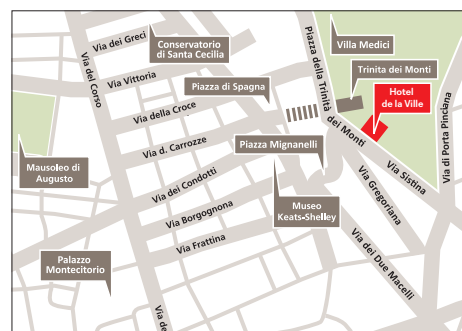 Via dei Greci
Conservatorio
di Santa Cecilia
Villa Medici
Piazza della Trinità
dei Monti
Trinita dei Monti
Hotel
de la Ville
Via del Corso
Via Vittoria
Piazza di Spagna
Via della Croce
Via di Porta Pinciana
Via d. Carrozze
Piazza Mignanelli
Mausoleo di
Augusto
Via Sistina
Via dei Condotti
Via Gregoriana
Museo
Keats-Shelley
Via Borgognona
Via Frattina
Palazzo
Montecitorio
Via dei Due Macelli
Via de